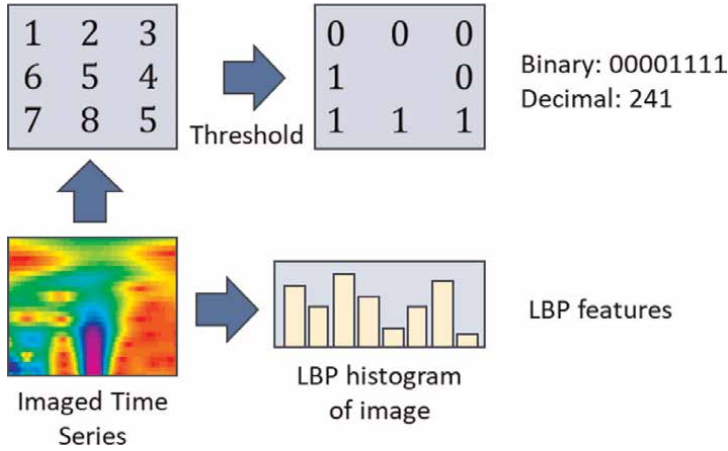 1 2 3
6 5 4
7 8 5
Threshold
0 0 0
1 0
1 1 1
Binary: 00001111
Decimal: 241
Imaged Time
Series
LBP histogram
of image
LBP features